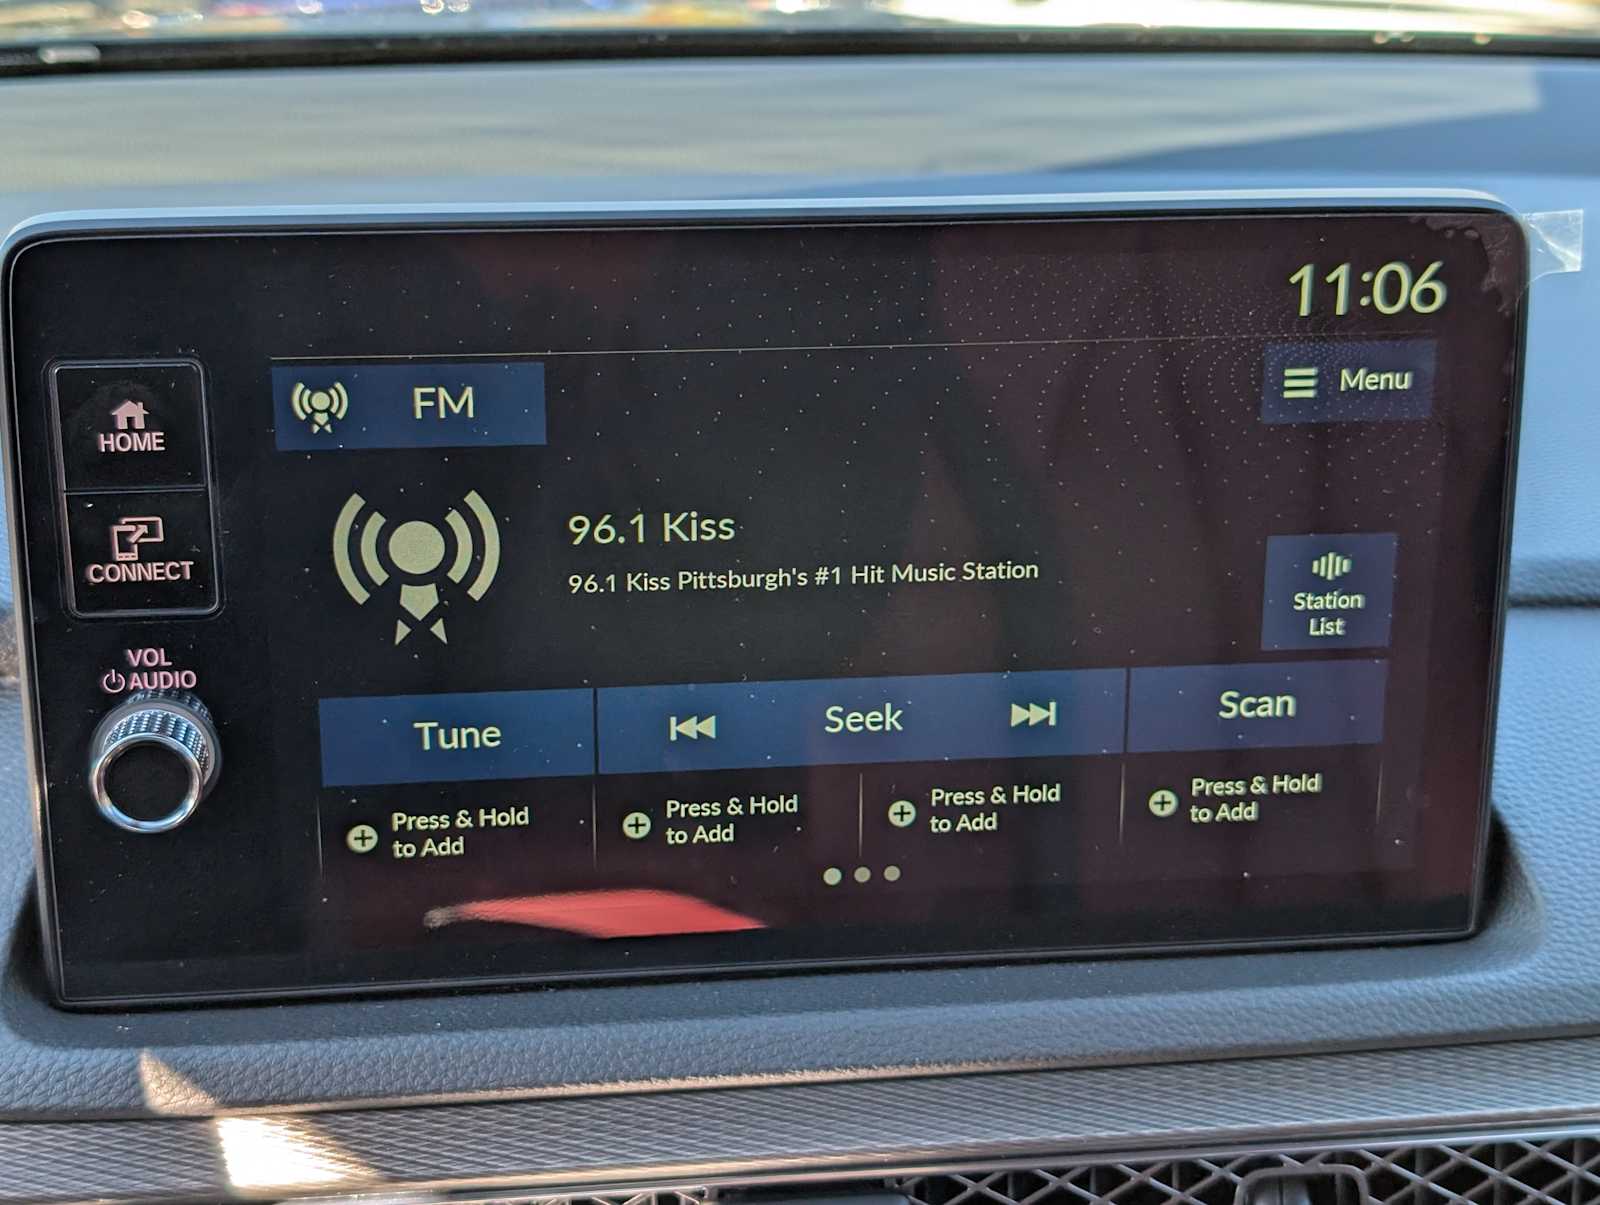 11:06
FM
Menu
HOME
CONNECT
96.1 Kiss
96.1 Kiss Pittsburgh's #1 Hit Music Station
Station
List
VOL
AUDIO
Tune
Seek
Scan
Press & Hold
to Add
Press & Hold
to Add
Press & Hold
to Add
Press & Hold
to Add